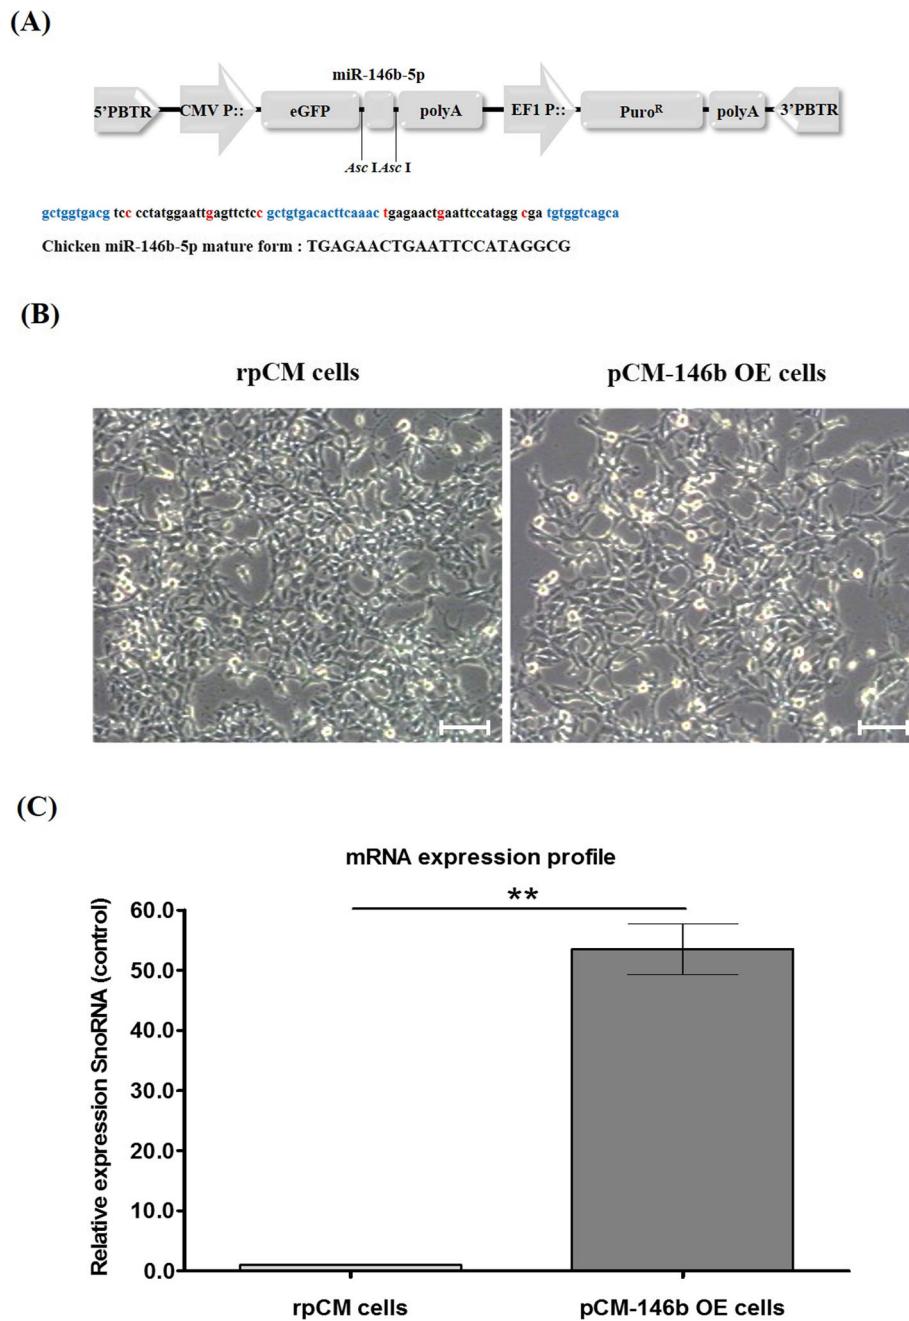 (A)
miR-146b-5p
5'PBTR CMV P:: eGFP polyA EF1 P:: Puroᴿ polyA 3'PBTR
Asc I Asc I
gctggtgacg tcc cctatggaattgagttctcc gctgtgacacttcaaac tgagaactgaattccatagg cga tgtggtcagca
Chicken miR-146b-5p mature form : TGAGAACTGAATTCCATAGGCG
(B)
rpCM cells pCM-146b OE cells
(C)
mRNA expression profile
**
Relative expression SnoRNA (control)
60.0
50.0
40.0
30.0
20.0
10.0
0.0
rpCM cells pCM-146b OE cells